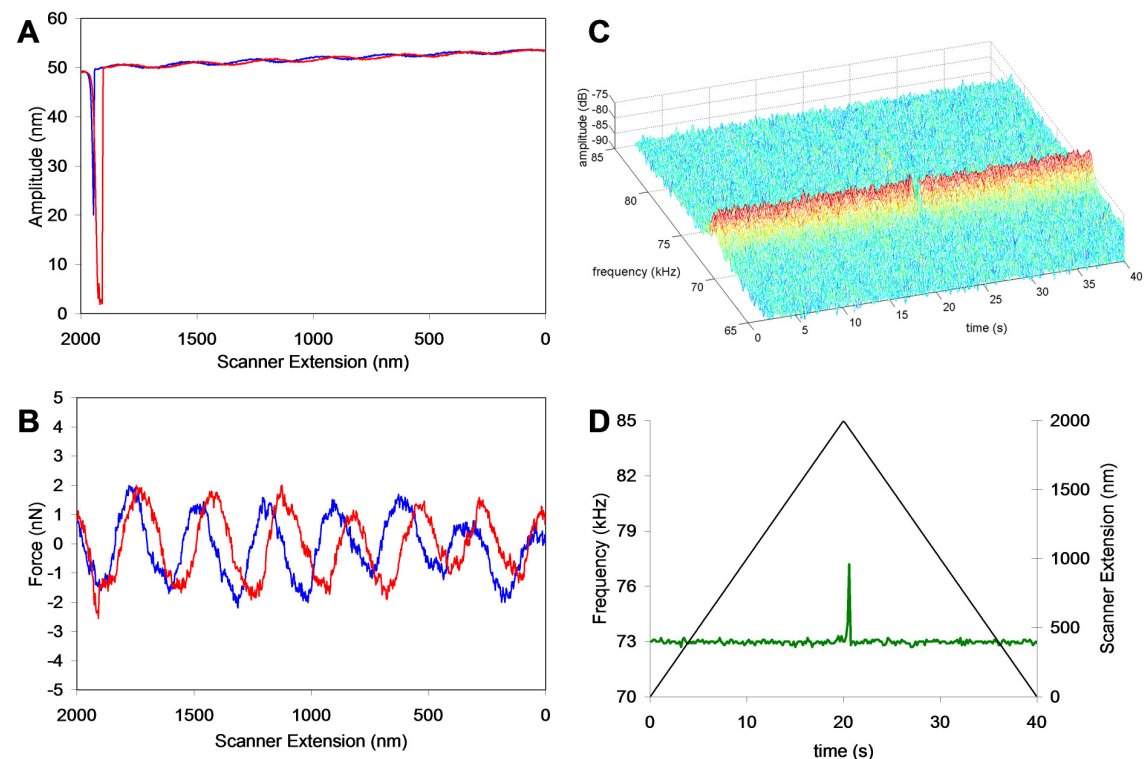 A
60
50
40
30
20
10
0
Amplitude (nm)
2000 1500 1000 500 0
Scanner Extension (nm)
C
-75
-80
-85
-90
amplitude (dB)
85
80
75
70
65
frequency (kHz)
0 5 10 15 20 25 30 35 40
time (s)
B
5
4
3
2
1
0
-1
-2
-3
-4
-5
Force (nN)
2000 1500 1000 500 0
Scanner Extension (nm)
D
85
82
79
76
73
70
Frequency (kHz)
2000
1500
1000
500
0
Scanner Extension (nm)
0 10 20 30 40
time (s)